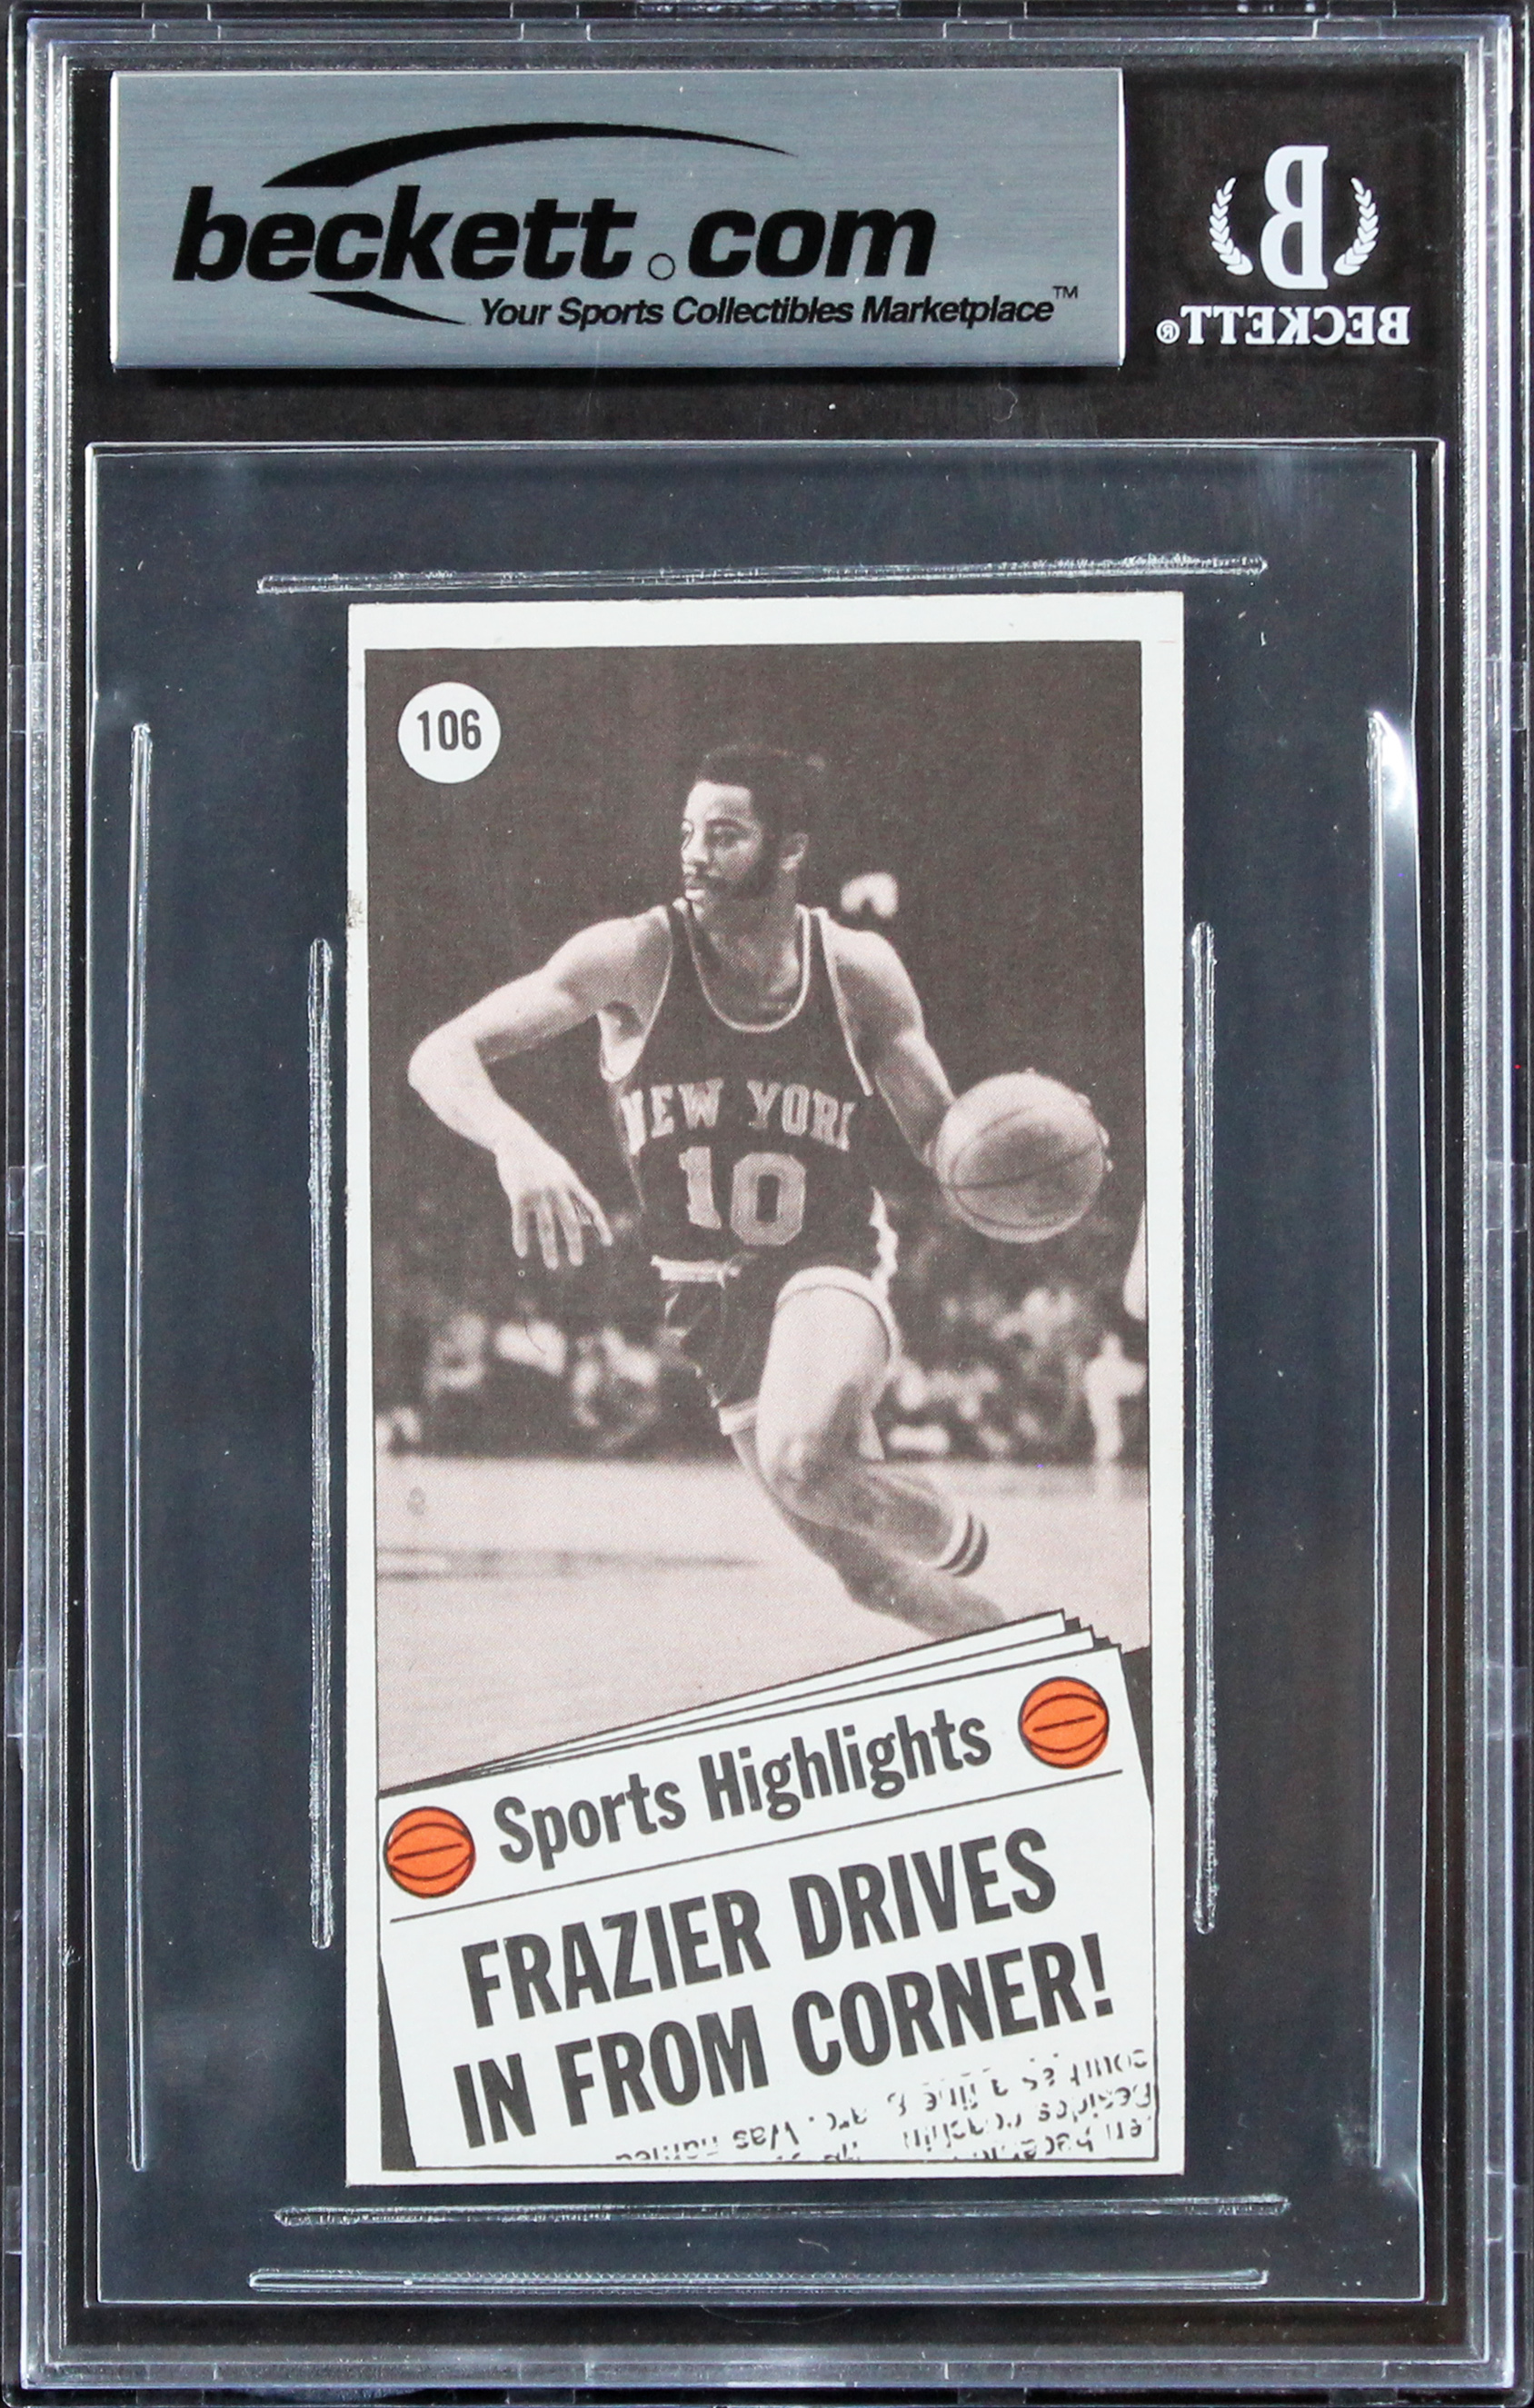 beckett.com
Your Sports Collectibles Marketplace™
B
BECKETT®
106
NEW YORK
10
Sports Highlights
FRAZIER DRIVES
IN FROM CORNER!